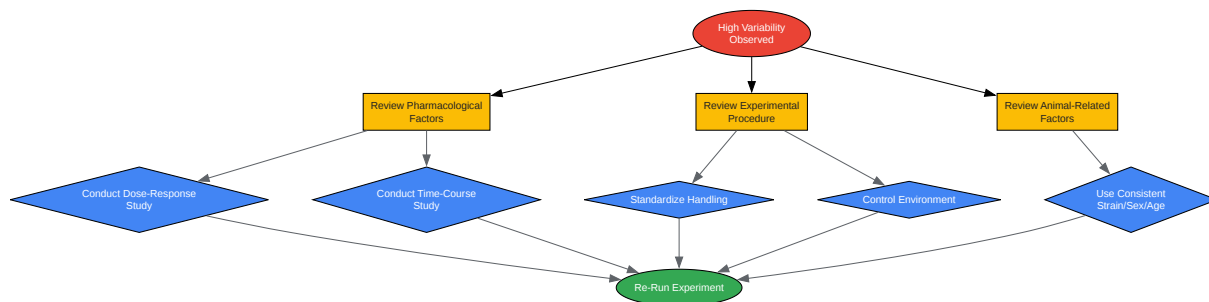 High Variability
Observed
Review Pharmacological
Factors
Review Experimental
Procedure
Review Animal-Related
Factors
Conduct Dose-Response
Study
Conduct Time-Course
Study
Standardize Handling
Control Environment
Use Consistent
Strain/Sex/Age
Re-Run Experiment